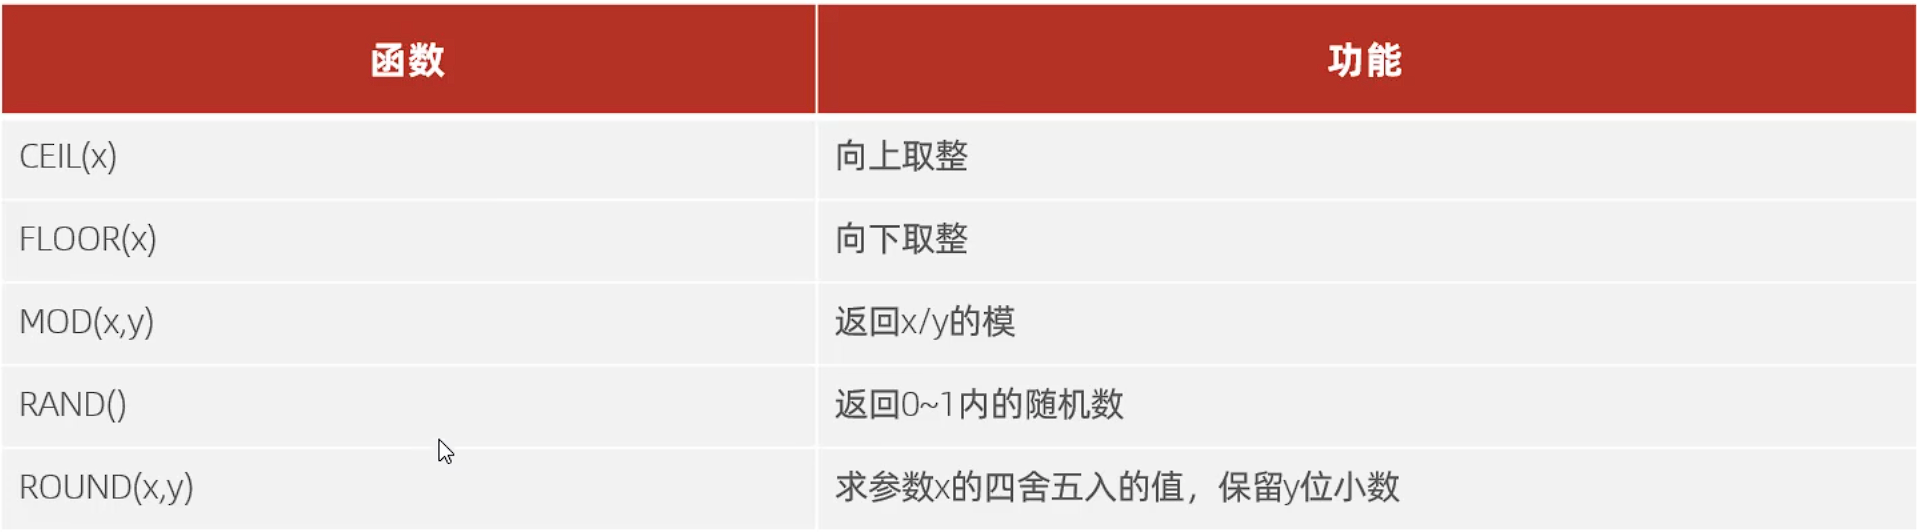 函数 功能
CEIL(x) 向上取整
FLOOR(x) 向下取整
MOD(x,y) 返回x/y的模
RAND() 返回0~1内的随机数
ROUND(x,y) 求参数x的四舍五入的值，保留y位小数